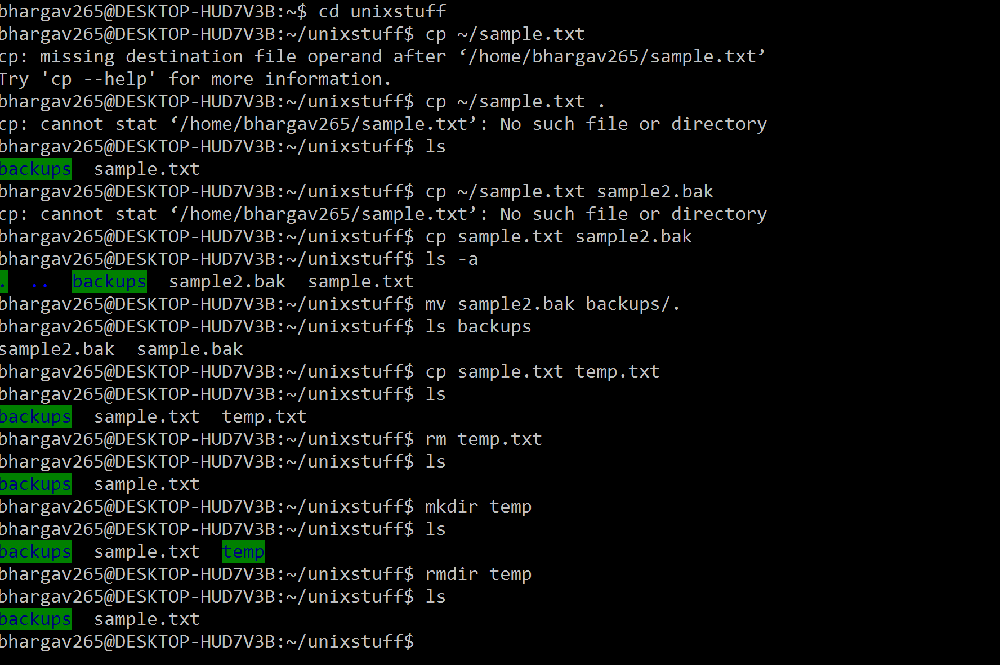 bhargav265@DESKTOP-HUD7V3B:~$ cd unixstuff
bhargav265@DESKTOP-HUD7V3B:~/unixstuff$ cp ~/sample.txt
cp: missing destination file operand after ‘/home/bhargav265/sample.txt’
Try 'cp --help' for more information.
bhargav265@DESKTOP-HUD7V3B:~/unixstuff$ cp ~/sample.txt .
cp: cannot stat ‘/home/bhargav265/sample.txt’: No such file or directory
bhargav265@DESKTOP-HUD7V3B:~/unixstuff$ ls
backups  sample.txt
bhargav265@DESKTOP-HUD7V3B:~/unixstuff$ cp ~/sample.txt sample2.bak
cp: cannot stat ‘/home/bhargav265/sample.txt’: No such file or directory
bhargav265@DESKTOP-HUD7V3B:~/unixstuff$ cp sample.txt sample2.bak
bhargav265@DESKTOP-HUD7V3B:~/unixstuff$ ls -a
.  ..  backups  sample2.bak  sample.txt
bhargav265@DESKTOP-HUD7V3B:~/unixstuff$ mv sample2.bak backups/.
bhargav265@DESKTOP-HUD7V3B:~/unixstuff$ ls backups
sample2.bak  sample.bak
bhargav265@DESKTOP-HUD7V3B:~/unixstuff$ cp sample.txt temp.txt
bhargav265@DESKTOP-HUD7V3B:~/unixstuff$ ls
backups  sample.txt  temp.txt
bhargav265@DESKTOP-HUD7V3B:~/unixstuff$ rm temp.txt
bhargav265@DESKTOP-HUD7V3B:~/unixstuff$ ls
backups  sample.txt
bhargav265@DESKTOP-HUD7V3B:~/unixstuff$ mkdir temp
bhargav265@DESKTOP-HUD7V3B:~/unixstuff$ ls
backups  sample.txt  temp
bhargav265@DESKTOP-HUD7V3B:~/unixstuff$ rmdir temp
bhargav265@DESKTOP-HUD7V3B:~/unixstuff$ ls
backups  sample.txt
bhargav265@DESKTOP-HUD7V3B:~/unixstuff$